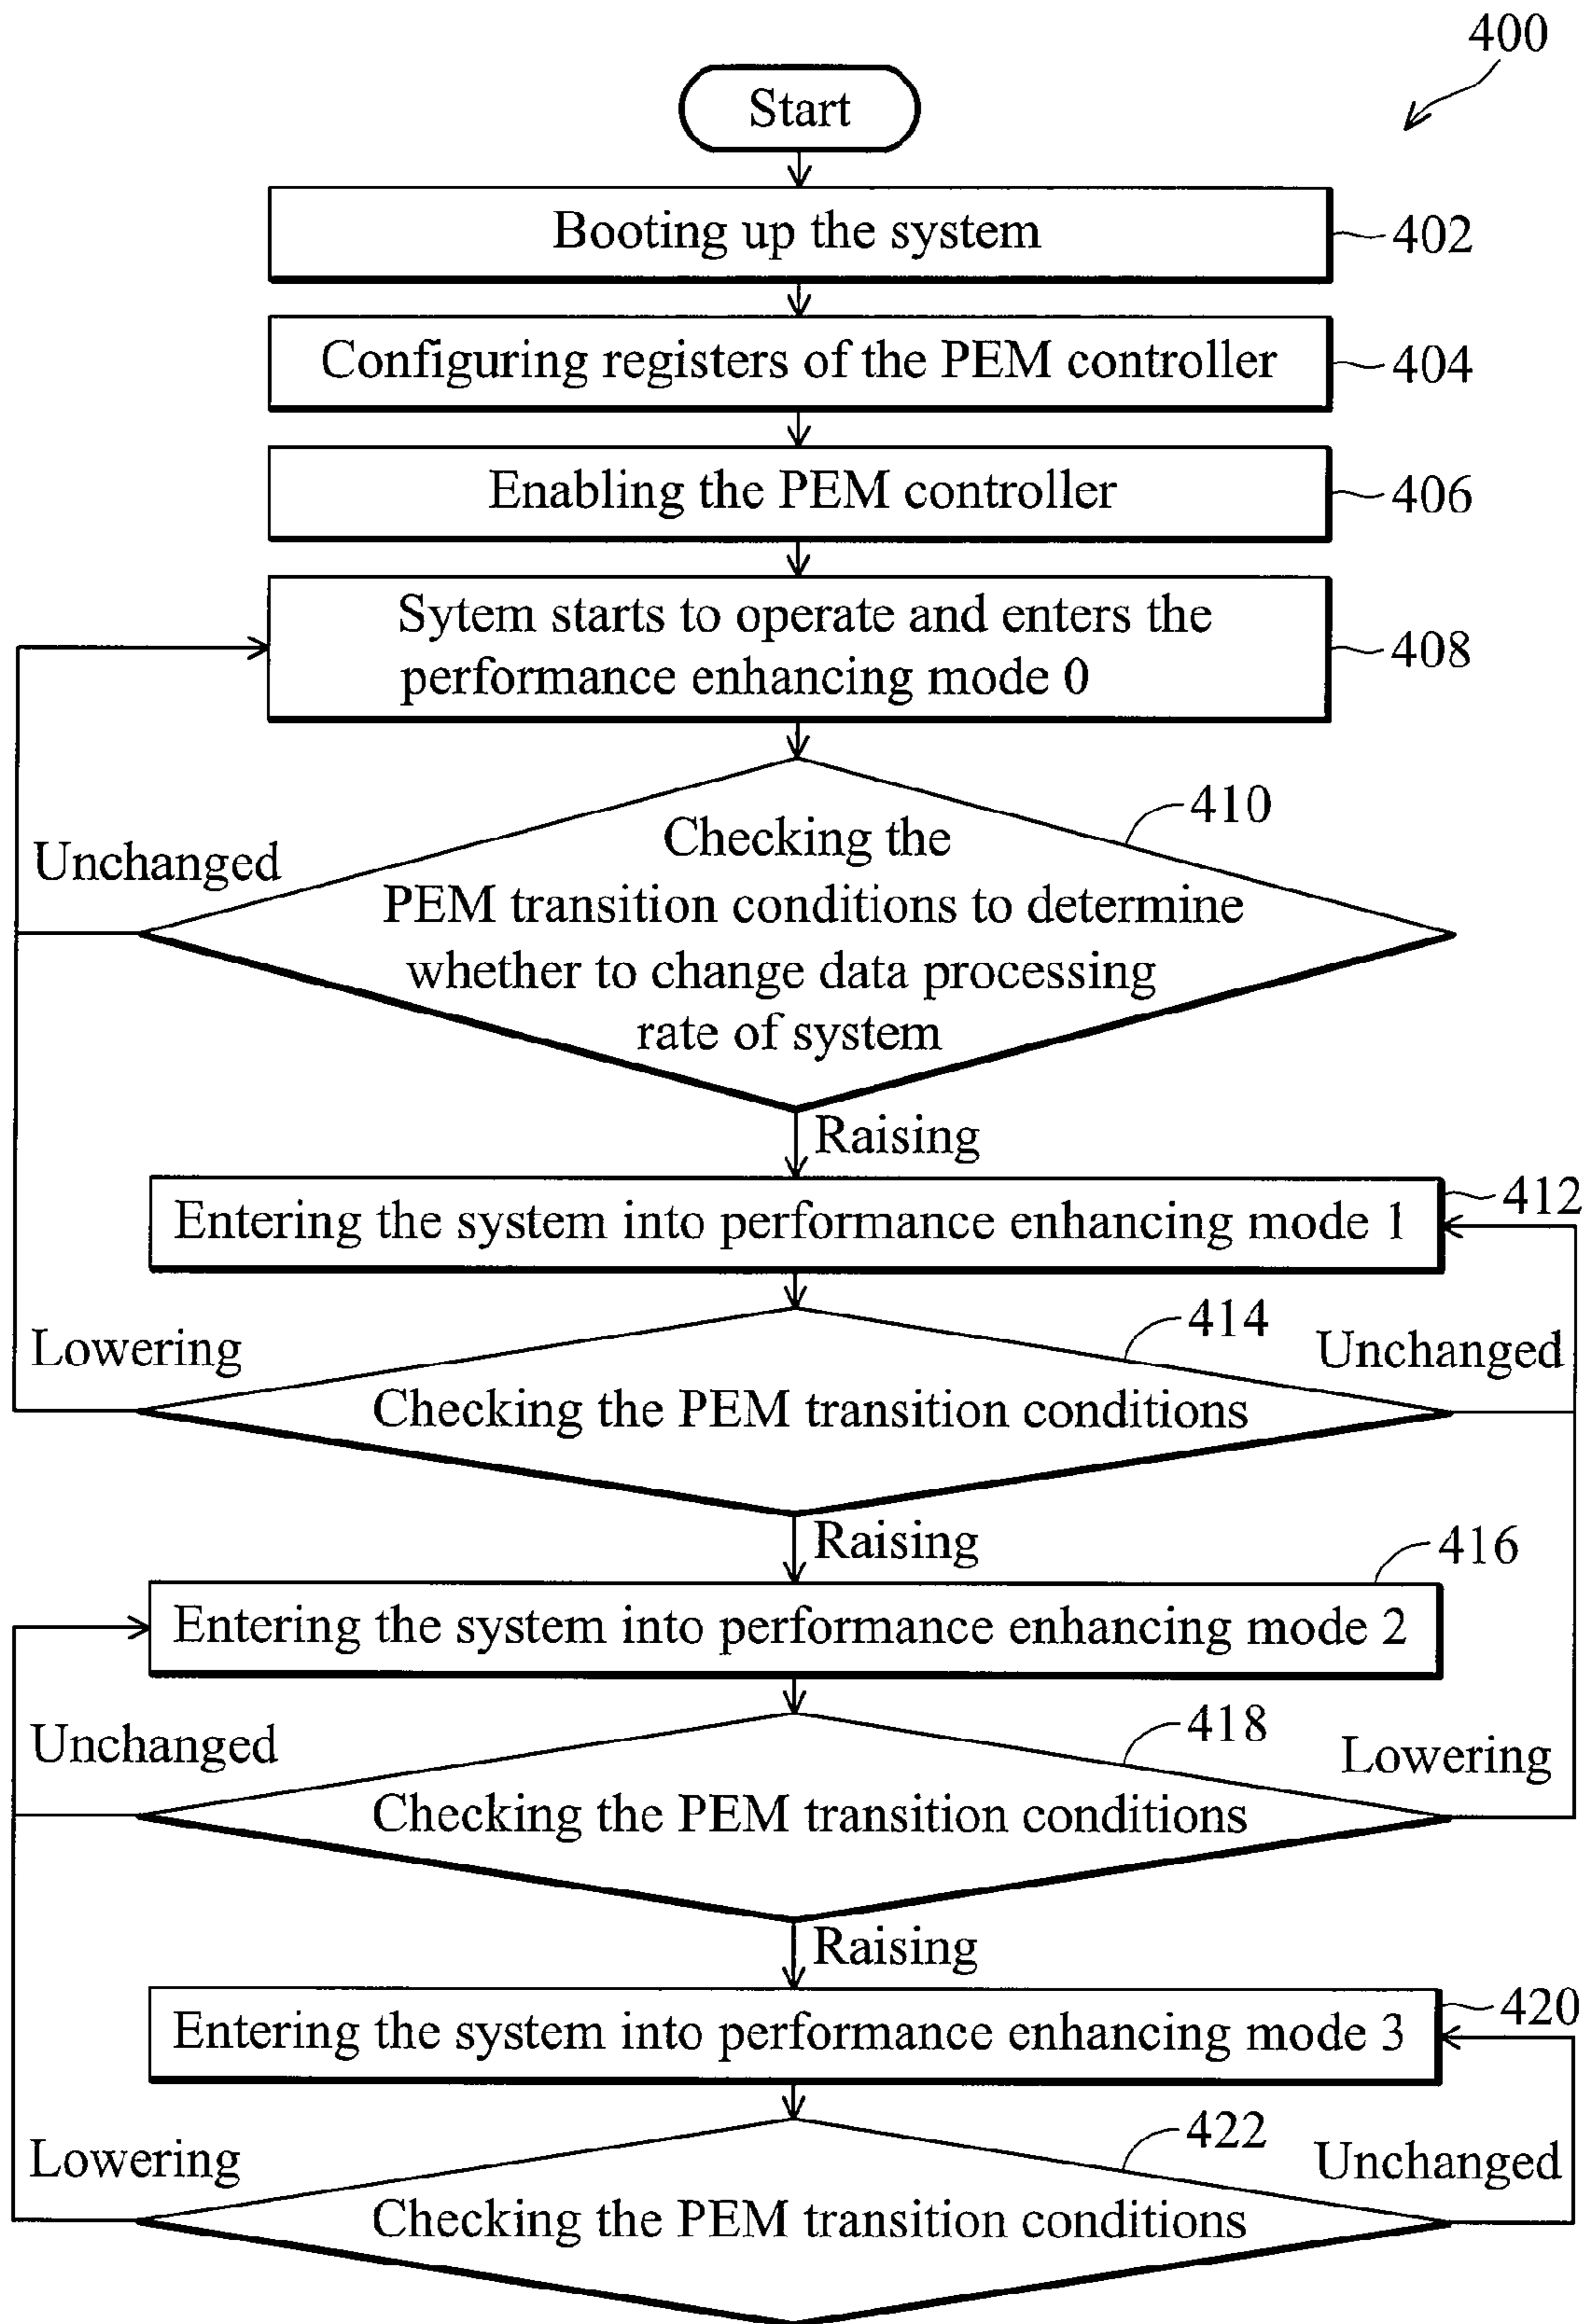 400
Start
Booting up the system
402
Configuring registers of the PEM controller
404
Enabling the PEM controller
406
Sytem starts to operate and enters the
performance enhancing mode 0
408
410
Unchanged
Checking the
PEM transition conditions to determine
whether to change data processing
rate of system
Raising
412
Entering the system into performance enhancing mode 1
414
Lowering
Unchanged
Checking the PEM transition conditions
Raising
416
Entering the system into performance enhancing mode 2
418
Unchanged
Lowering
Checking the PEM transition conditions
Raising
420
Entering the system into performance enhancing mode 3
422
Lowering
Unchanged
Checking the PEM transition conditions